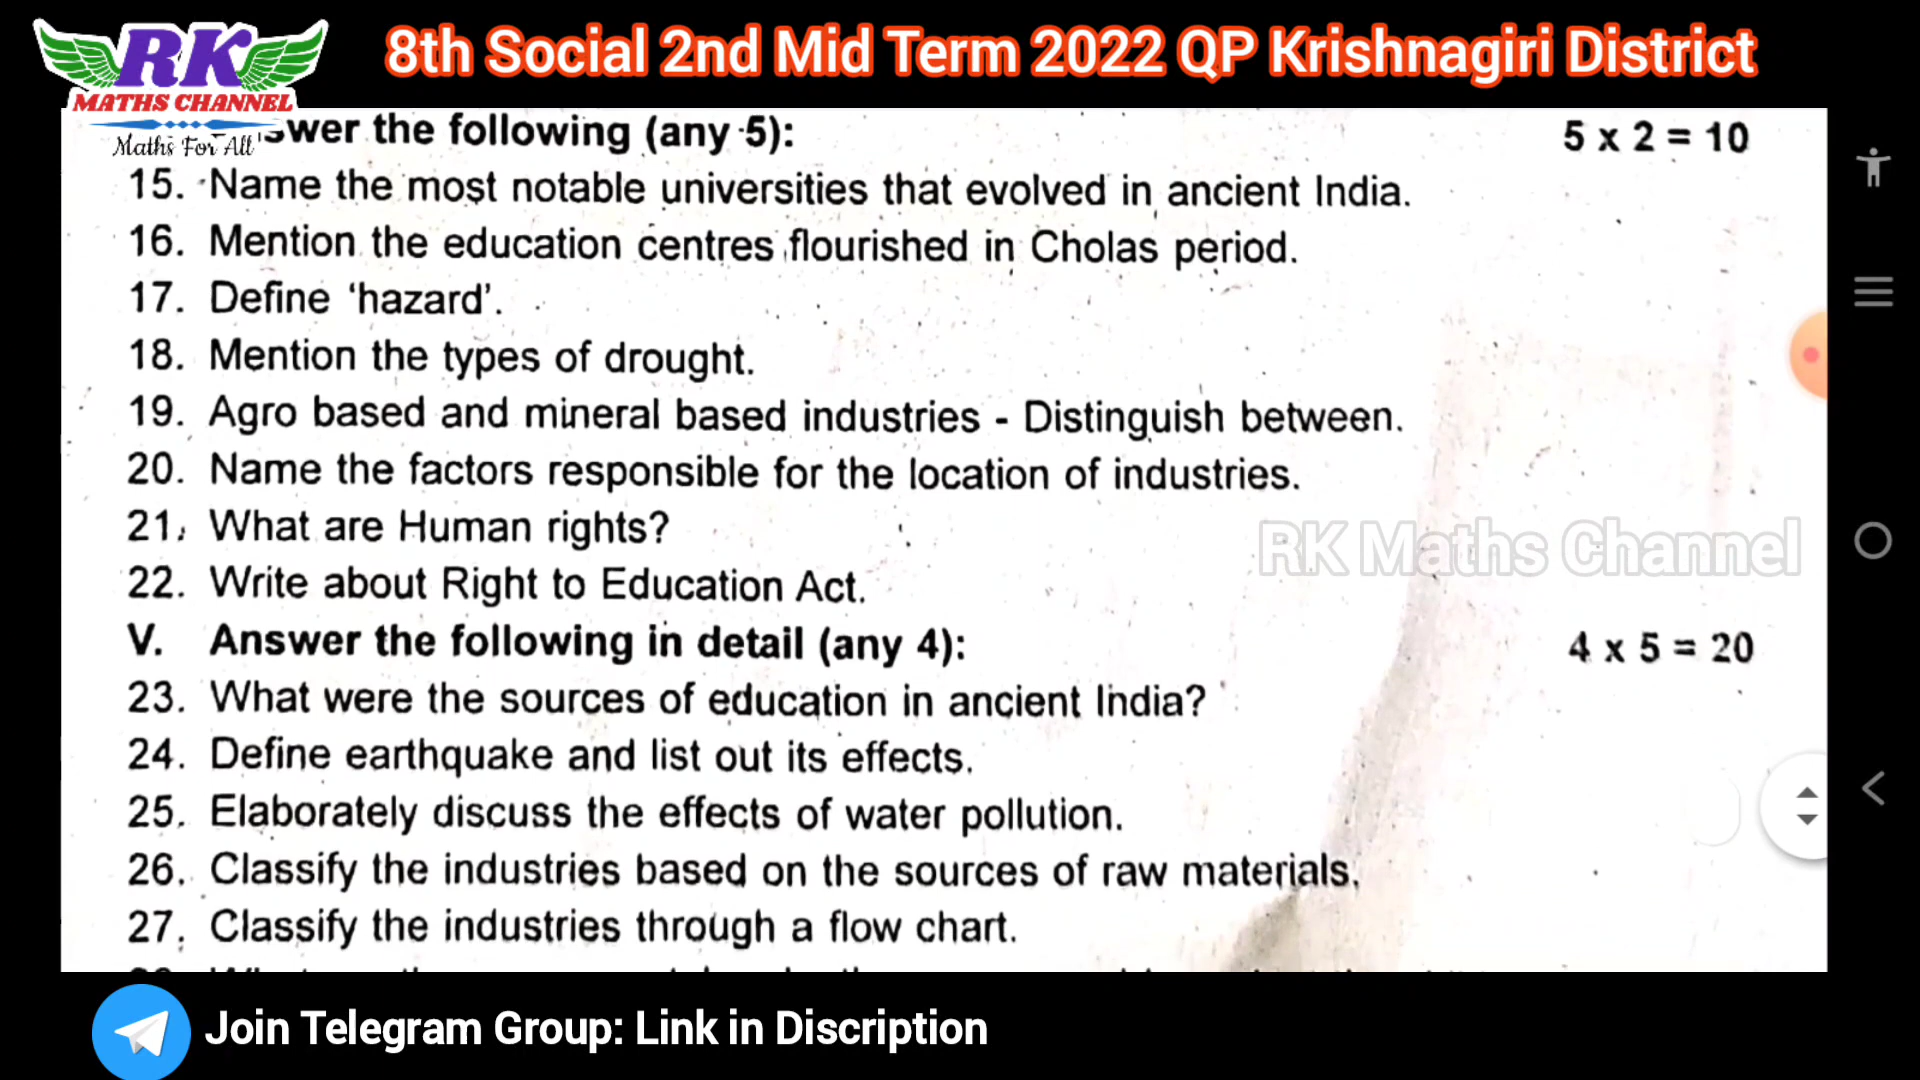 RK
MATHS CHANNEL
Maths For All
8th Social 2nd Mid Term 2022 QP Krishnagiri District
swer the following (any 5): 5 x 2 = 10
15. Name the most notable universities that evolved in ancient India.
16. Mention the education centres flourished in Cholas period.
17. Define ‘hazard’.
18. Mention the types of drought.
19. Agro based and mineral based industries - Distinguish between.
20. Name the factors responsible for the location of industries.
21. What are Human rights?
RK Maths Channel
22. Write about Right to Education Act.
V. Answer the following in detail (any 4): 4 x 5 = 20
23. What were the sources of education in ancient India?
24. Define earthquake and list out its effects.
25. Elaborately discuss the effects of water pollution.
26. Classify the industries based on the sources of raw materials.
27. Classify the industries through a flow chart.
Join Telegram Group: Link in Discription